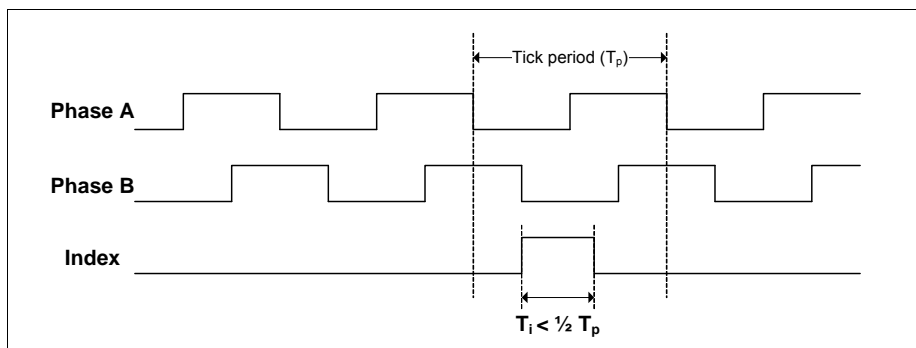 Tick period (Tp)
Phase A
Phase B
Index
Ti < ½ Tp